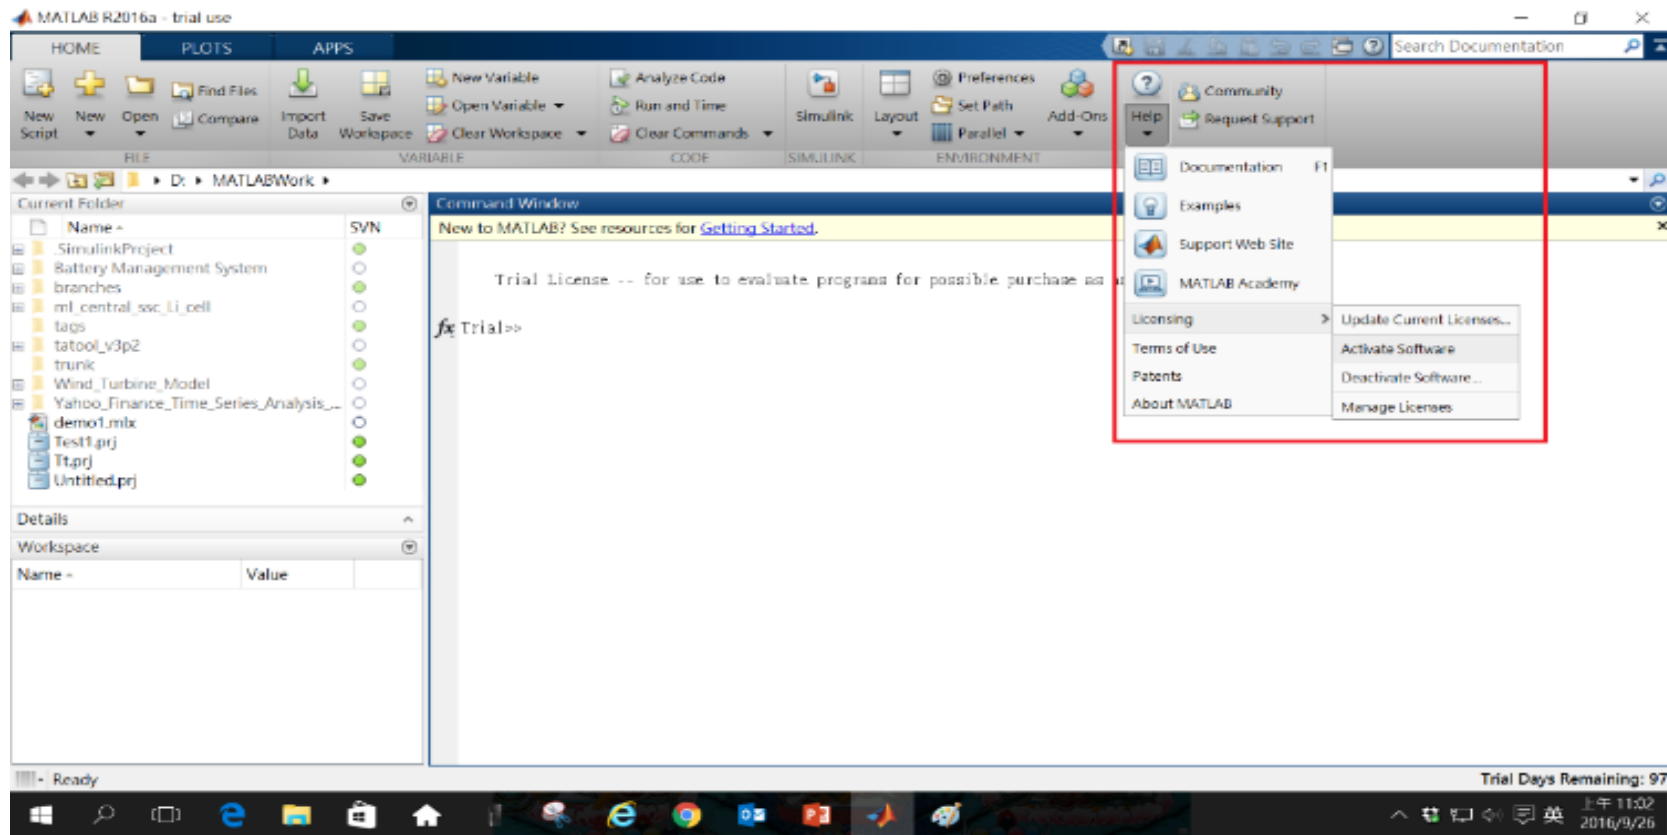 MATLAB R2016a - trial use
HOME PLOTS APPS
Search Documentation
New Script
New
Open
Find Files
Compare
Import Data
Save Workspace
New Variable
Open Variable
Clear Workspace
Analyze Code
Run and Time
Clear Commands
Simulink
Layout
Preferences
Set Path
Parallel
Add-Ons
Help
Community
Request Support
FILE VARIABLE CODE SIMULINK ENVIRONMENT
D: MATLABWork
Current Folder
Name SVN
.SimulinkProject
Battery Management System
branches
ml_central_ssc_Li_cell
tags
tatool_v3p2
trunk
Wind_Turbine_Model
Yahoo_Finance_Time_Series_Analysis_...
demo1.mlx
Test1.prj
Tt.prj
Untitled.prj
Details
Workspace
Name Value
Command Window
New to MATLAB? See resources for Getting Started.
Trial License -- for use to evaluate programs for possible purchase as
fx Trial>>
Documentation F1
Examples
Support Web Site
MATLAB Academy
Licensing
Terms of Use
Patents
About MATLAB
Update Current Licenses...
Activate Software
Deactivate Software...
Manage Licenses
Ready
Trial Days Remaining: 97
英
上午 11:02
2016/9/26